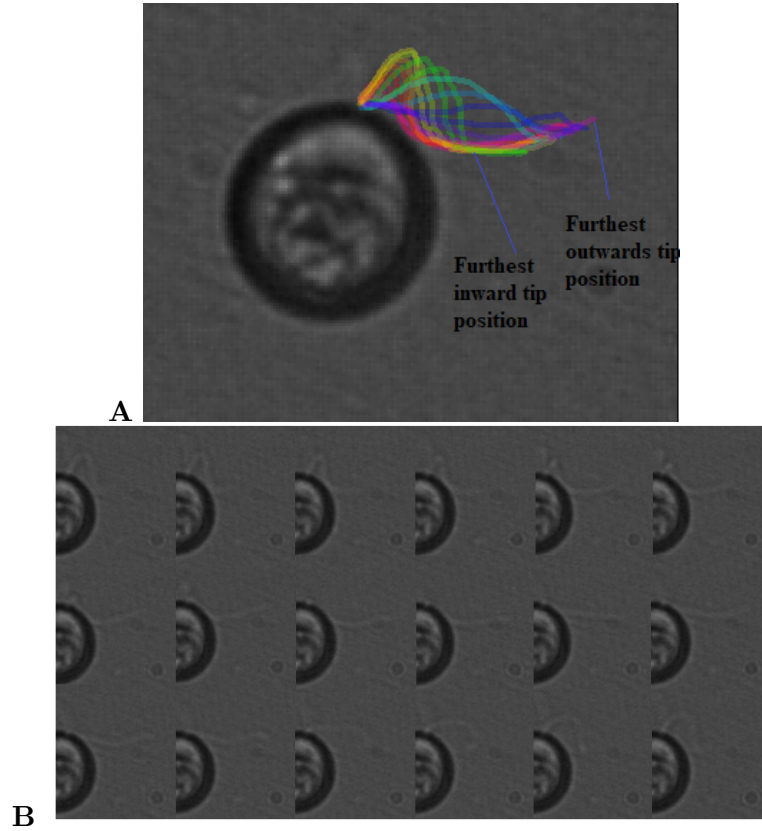 Furthest
outwards tip
position
Furthest
inward tip
position
A
B